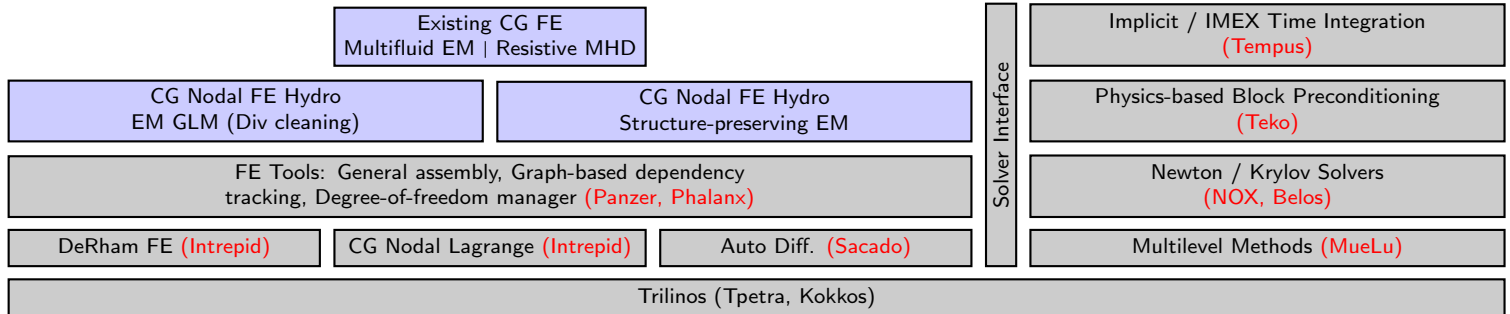 Existing CG FE
Multifluid EM | Resistive MHD
CG Nodal FE Hydro
EM GLM (Div cleaning)
CG Nodal FE Hydro
Structure-preserving EM
FE Tools: General assembly, Graph-based dependency
tracking, Degree-of-freedom manager (Panzer, Phalanx)
DeRham FE (Intrepid)
CG Nodal Lagrange (Intrepid)
Auto Diff. (Sacado)
Solver Interface
Implicit / IMEX Time Integration
(Tempus)
Physics-based Block Preconditioning
(Teko)
Newton / Krylov Solvers
(NOX, Belos)
Multilevel Methods (MueLu)
Trilinos (Tpetra, Kokkos)